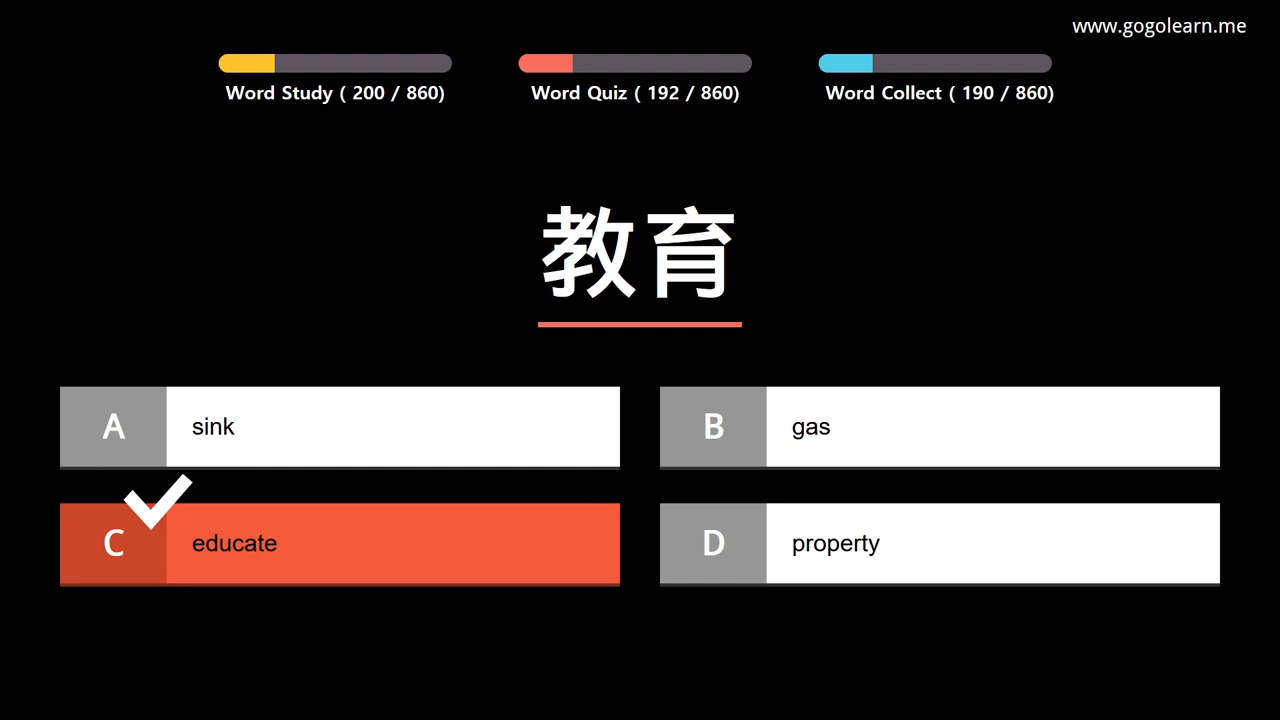 www.gogolearn.me
Word Study ( 200 / 860)
Word Quiz ( 192 / 860)
Word Collect ( 190 / 860)
教育
A sink
B gas
C educate
D property